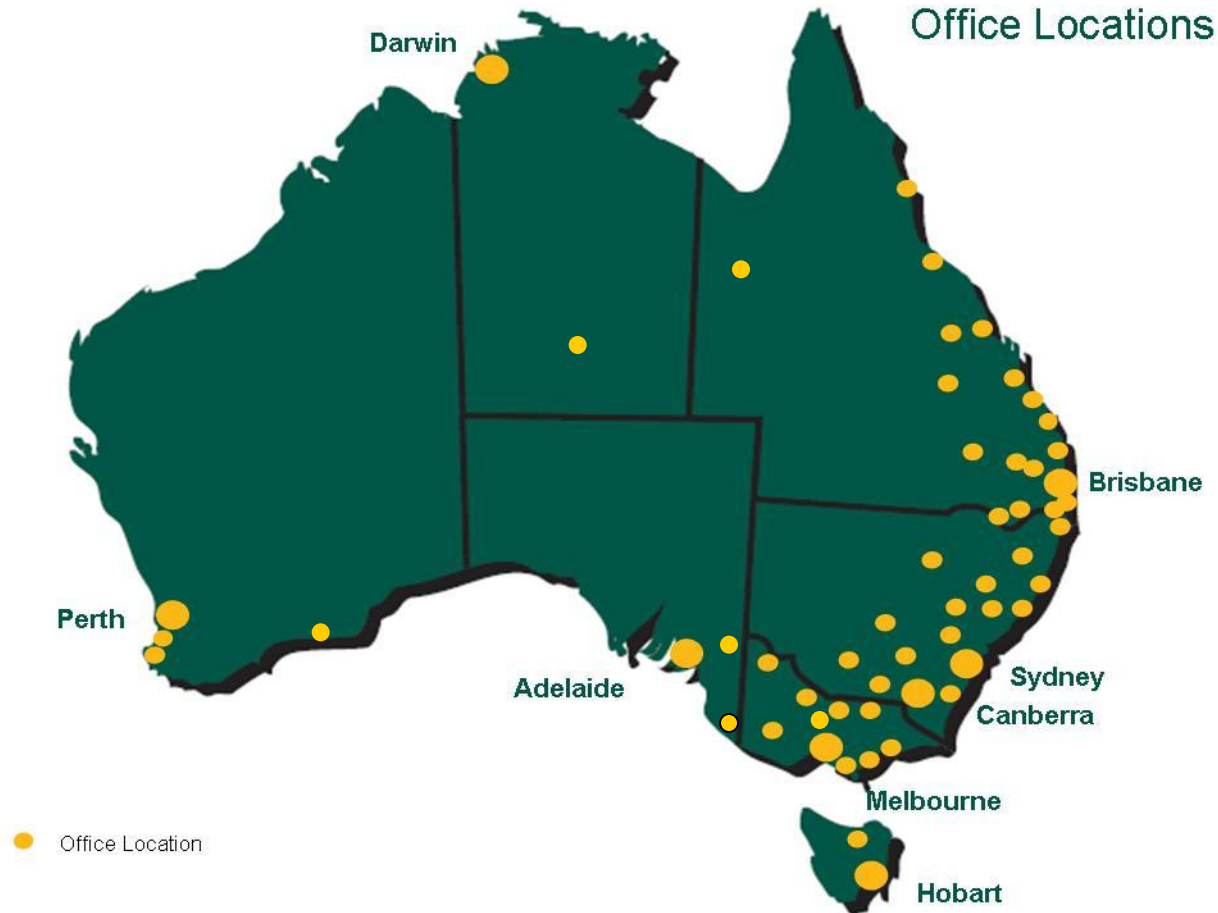 Office Locations
Darwin
Brisbane
Perth
Adelaide
Sydney
Canberra
Melbourne
Office Location
Hobart